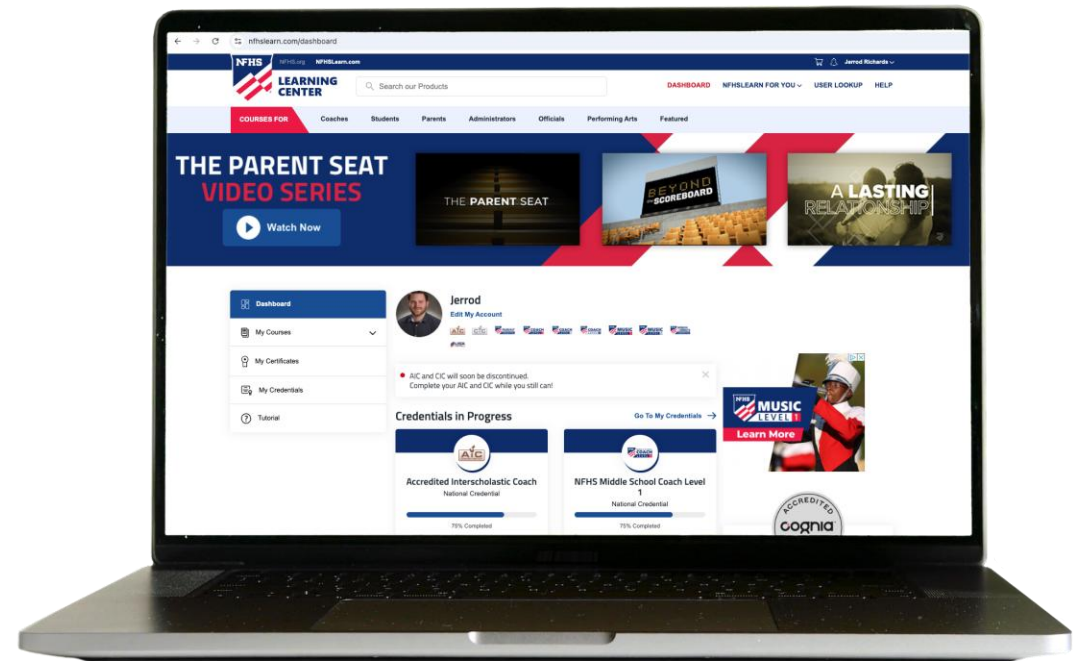 nfhslearn.com/dashboard
NFHS NFHS.org NFHSLearn.com Jerrod Richards
LEARNING
CENTER
Search our Products
DASHBOARD NFHSLEARN FOR YOU USER LOOKUP HELP
COURSES FOR Coaches Students Parents Administrators Officials Performing Arts Featured
THE PARENT SEAT
VIDEO SERIES
Watch Now
THE PARENT SEAT
BEYOND
THE SCOREBOARD
A LASTING
RELATIONSHIP
Dashboard
My Courses
My Certificates
My Credentials
Tutorial
Jerrod
Edit My Account
AIC and CIC will soon be discontinued.
Complete your AIC and CIC while you still can!
Credentials in Progress
Go To My Credentials
AIC
Accredited Interscholastic Coach
National Credential
75% Completed
COACH
NFHS Middle School Coach Level
1
National Credential
75% Completed
NFHS
MUSIC
LEVEL 1
Learn More
ACCREDITED
cognia